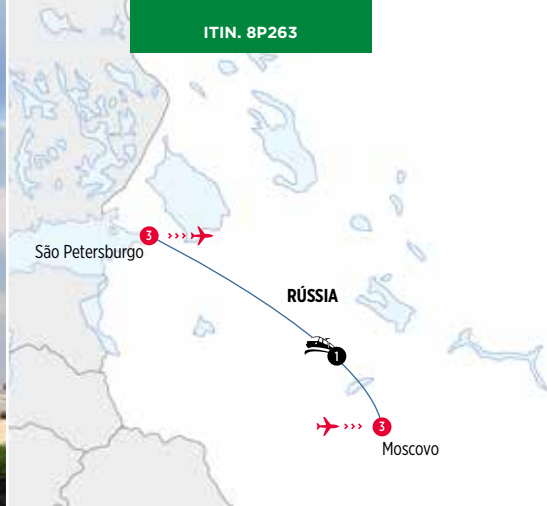 ITIN. 8P263
3
São Petersburgo
RÚSSIA
1
3
Moscovo